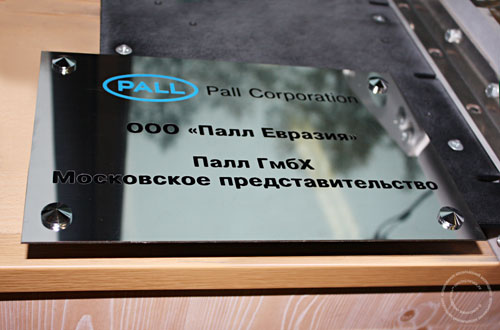 PALL Pall Corporation
ООО «Палл Евразия»
Палл ГмбХ
Московское представительство